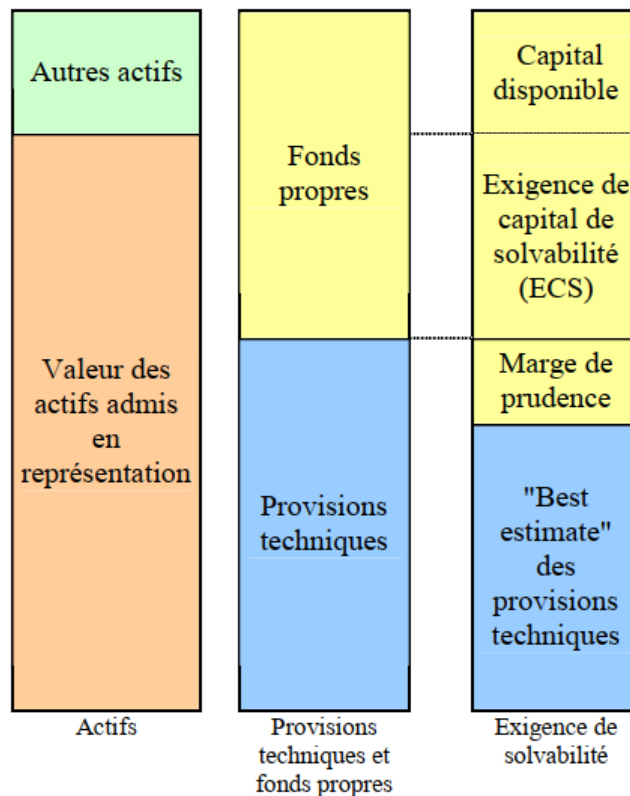 Autres actifs
Valeur des
actifs admis
en
représentation
Actifs
Fonds
propres
Provisions
techniques
Provisions
techniques et
fonds propres
Capital
disponible
Exigence de
capital de
solvabilité
(ECS)
Marge de
prudence
"Best
estimate"
des
provisions
techniques
Exigence de
solvabilité